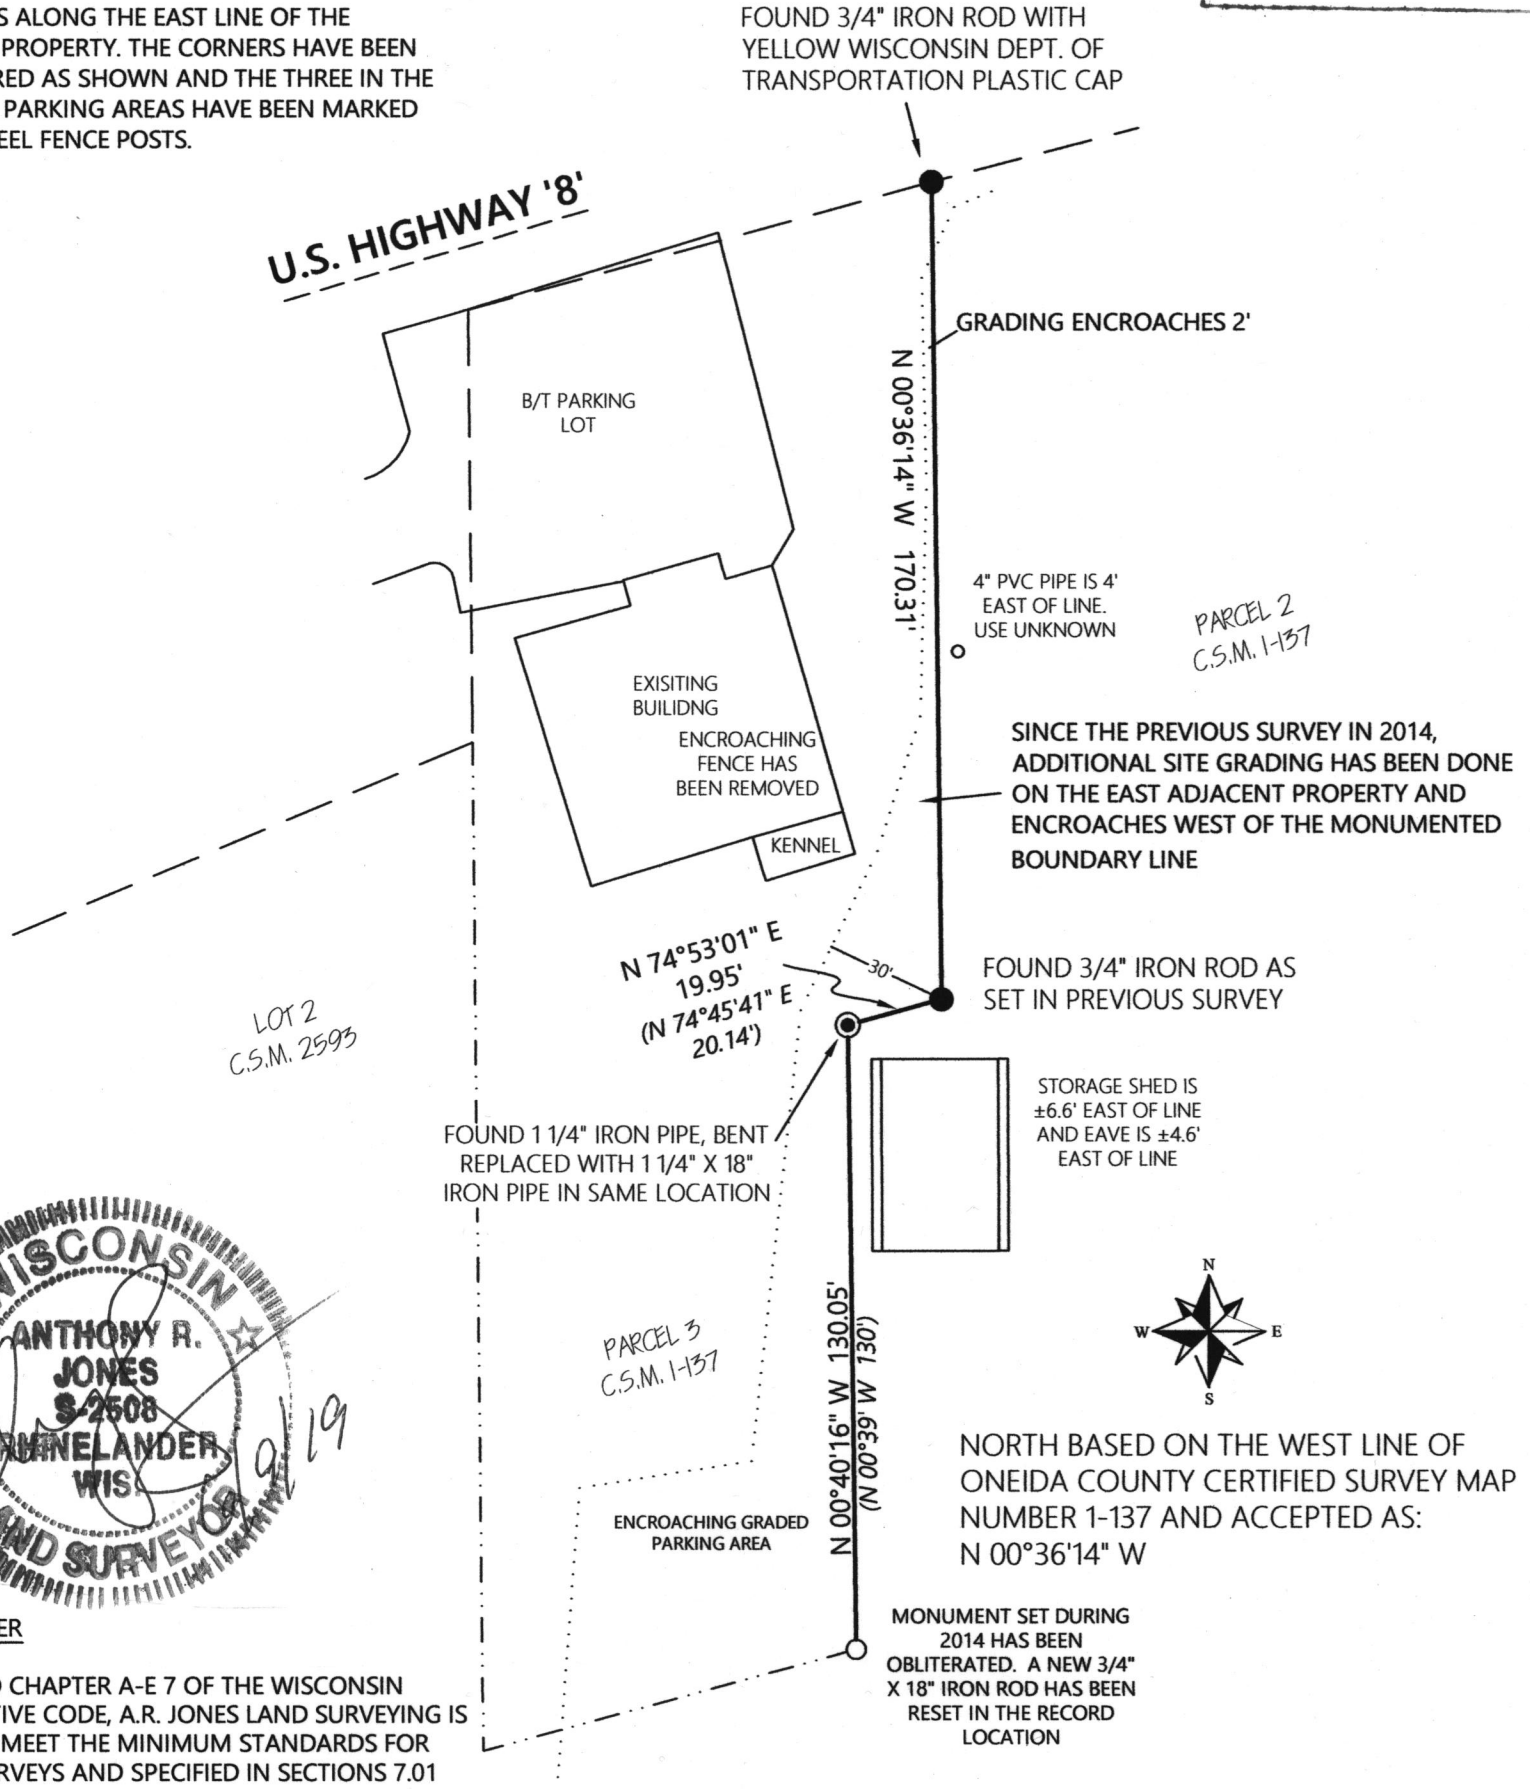 S ALONG THE EAST LINE OF THE
PROPERTY. THE CORNERS HAVE BEEN
RED AS SHOWN AND THE THREE IN THE
PARKING AREAS HAVE BEEN MARKED
EEL FENCE POSTS.
FOUND 3/4" IRON ROD WITH
YELLOW WISCONSIN DEPT. OF
TRANSPORTATION PLASTIC CAP
U.S. HIGHWAY '8'
GRADING ENCROACHES 2'
N 00°36'14" W 170.31'
B/T PARKING
LOT
4" PVC PIPE IS 4'
EAST OF LINE.
USE UNKNOWN
PARCEL 2
C.S.M. 1-137
EXISITING
BUILIDNG
ENCROACHING
FENCE HAS
BEEN REMOVED
KENNEL
SINCE THE PREVIOUS SURVEY IN 2014,
ADDITIONAL SITE GRADING HAS BEEN DONE
ON THE EAST ADJACENT PROPERTY AND
ENCROACHES WEST OF THE MONUMENTED
BOUNDARY LINE
N 74°53'01" E
19.95'
(N 74°45'41" E
20.14')
30'
FOUND 3/4" IRON ROD AS
SET IN PREVIOUS SURVEY
LOT 2
C.S.M. 2593
FOUND 1 1/4" IRON PIPE, BENT
REPLACED WITH 1 1/4" X 18"
IRON PIPE IN SAME LOCATION
STORAGE SHED IS
±6.6' EAST OF LINE
AND EAVE IS ±4.6'
EAST OF LINE
WISCONSIN
ANTHONY R.
JONES
S-2508
RHINELANDER
WIS.
AND SURVEYOR
9/19
PARCEL 3
C.S.M. 1-137
N 00°40'16" W 130.05'
(N 00°39' W 130')
N
W
E
S
NORTH BASED ON THE WEST LINE OF
ONEIDA COUNTY CERTIFIED SURVEY MAP
NUMBER 1-137 AND ACCEPTED AS:
N 00°36'14" W
ENCROACHING GRADED
PARKING AREA
MONUMENT SET DURING
2014 HAS BEEN
OBLITERATED. A NEW 3/4"
X 18" IRON ROD HAS BEEN
RESET IN THE RECORD
LOCATION
ER
CHAPTER A-E 7 OF THE WISCONSIN
IVE CODE, A.R. JONES LAND SURVEYING IS
MEET THE MINIMUM STANDARDS FOR
RVEYS AND SPECIFIED IN SECTIONS 7.01